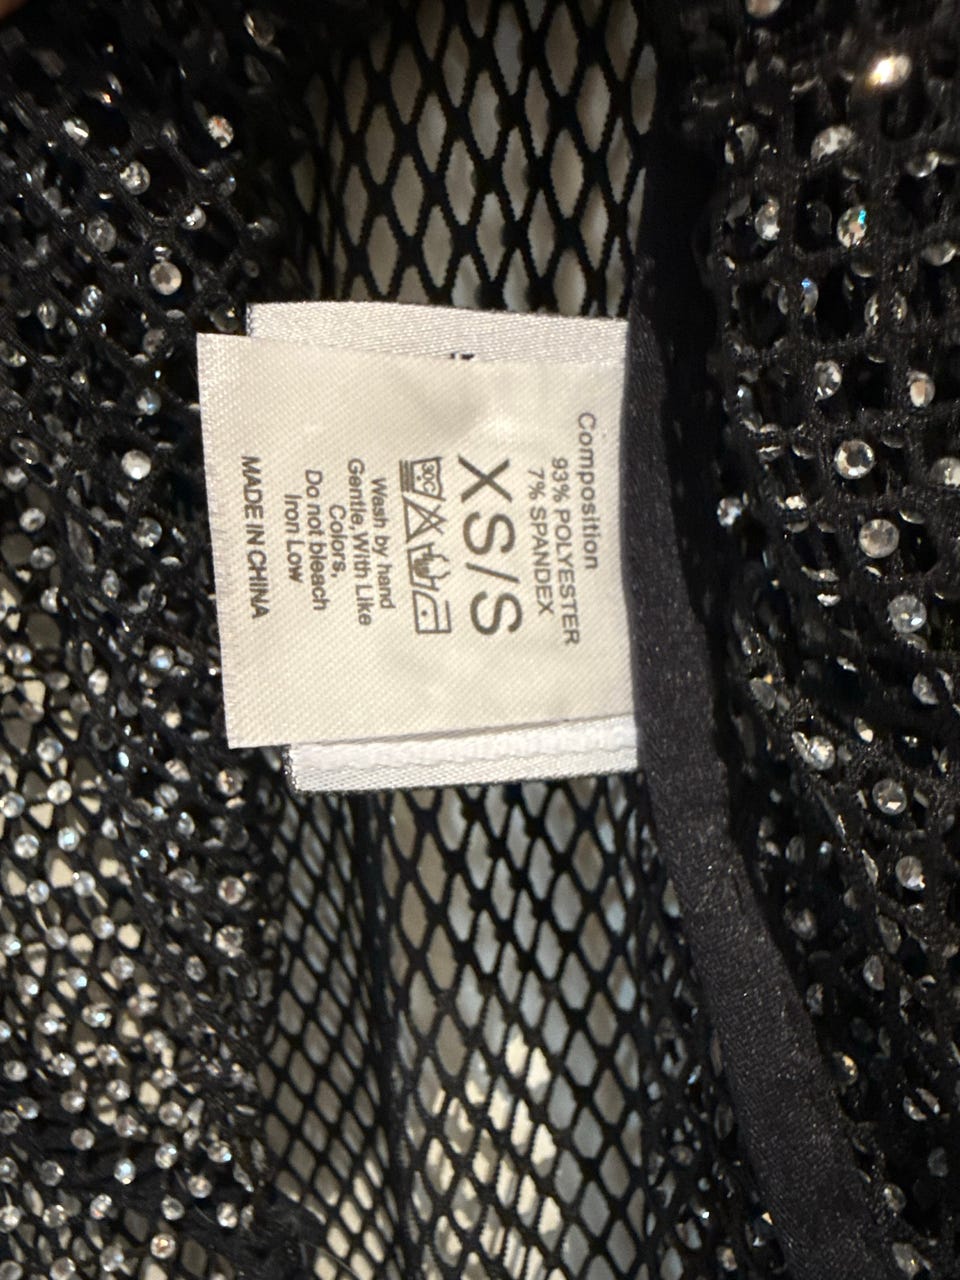 Composition
93% POLYESTER
7% SPANDEX
XS/S
30C
Wash by hand
Gentle,With Like
Colors,
Do not bleach
Iron Low
MADE IN CHINA